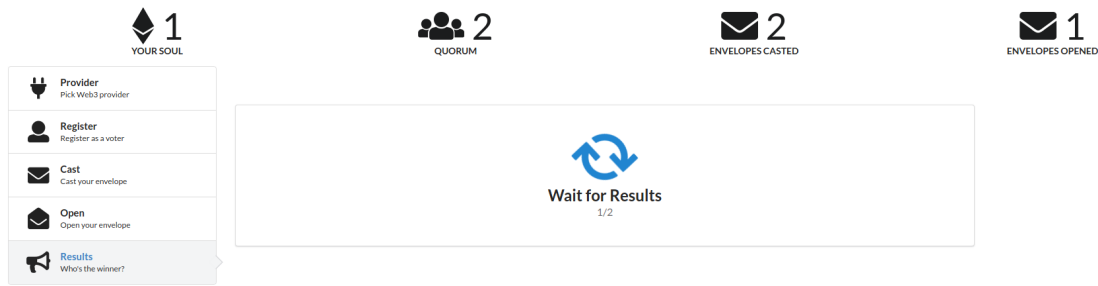 1
YOUR SOUL
2
QUORUM
2
ENVELOPES CASTED
1
ENVELOPES OPENED
Provider
Pick Web3 provider
Register
Register as a voter
Cast
Cast your envelope
Open
Open your envelope
Results
Who's the winner?
Wait for Results
1/2